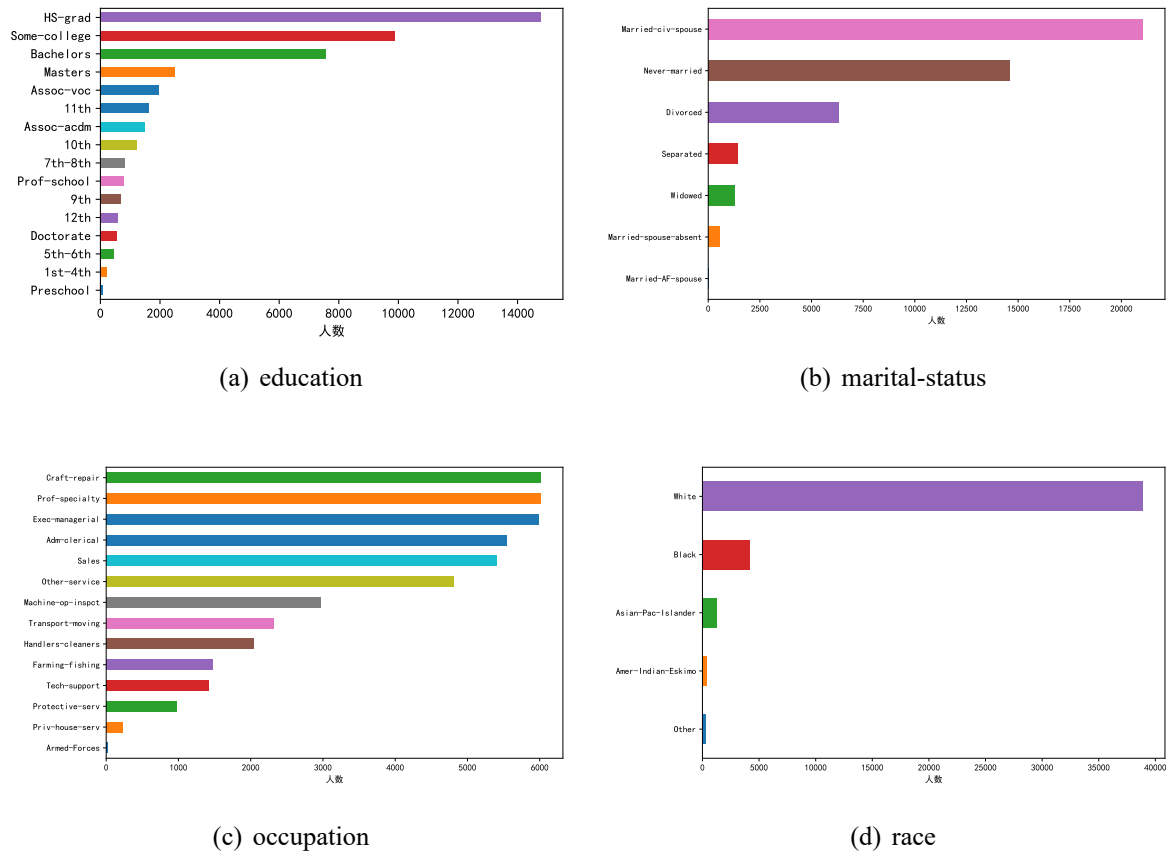 HS-grad
Some-college
Bachelors
Masters
Assoc-voc
11th
Assoc-acdm
10th
7th-8th
Prof-school
9th
12th
Doctorate
5th-6th
1st-4th
Preschool
0 2000 4000 6000 8000 10000 12000 14000
人数
(a) education
Married-civ-spouse
Never-married
Divorced
Separated
Widowed
Married-spouse-absent
Married-AF-spouse
0 2500 5000 7500 10000 12500 15000 17500 20000
人数
(b) marital-status
Craft-repair
Prof-specialty
Exec-managerial
Adm-clerical
Sales
Other-service
Machine-op-inspct
Transport-moving
Handlers-cleaners
Farming-fishing
Tech-support
Protective-serv
Priv-house-serv
Armed-Forces
0 1000 2000 3000 4000 5000 6000
人数
(c) occupation
White
Black
Asian-Pac-Islander
Amer-Indian-Eskimo
Other
0 5000 10000 15000 20000 25000 30000 35000 40000
人数
(d) race